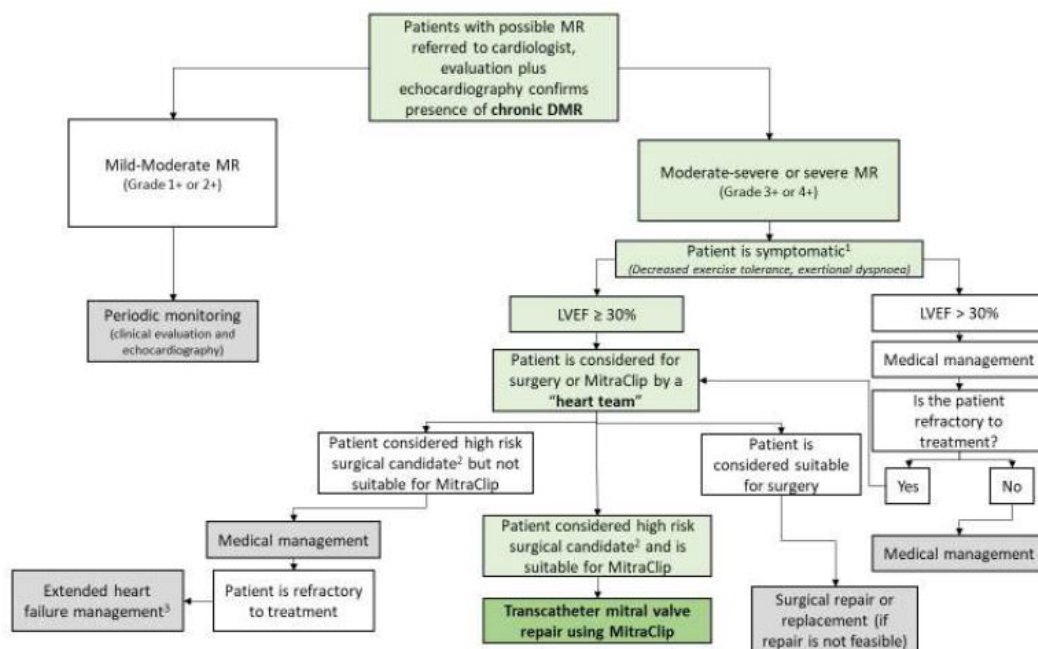 Patients with possible MR
referred to cardiologist,
evaluation plus
echocardiography confirms
presence of chronic DMR
Mild-Moderate MR
(Grade 1+ or 2+)
Moderate-severe or severe MR
(Grade 3+ or 4+)
Patient is symptomatic¹
(Decreased exercise tolerance, exertional dyspnoea)
Periodic monitoring
(clinical evaluation and
echocardiography)
LVEF ≥ 30%
LVEF > 30%
Patient is considered for
surgery or MitraClip by a
“heart team”
Medical management
Is the patient
refractory to
treatment?
Yes
No
Medical management
Patient considered high risk
surgical candidate² but not
suitable for MitraClip
Patient is
considered suitable
for surgery
Medical management
Patient considered high risk
surgical candidate² and is
suitable for MitraClip
Extended heart
failure management³
Patient is refractory
to treatment
Transcatheter mitral valve
repair using MitraClip
Surgical repair or
replacement (if
repair is not feasible)